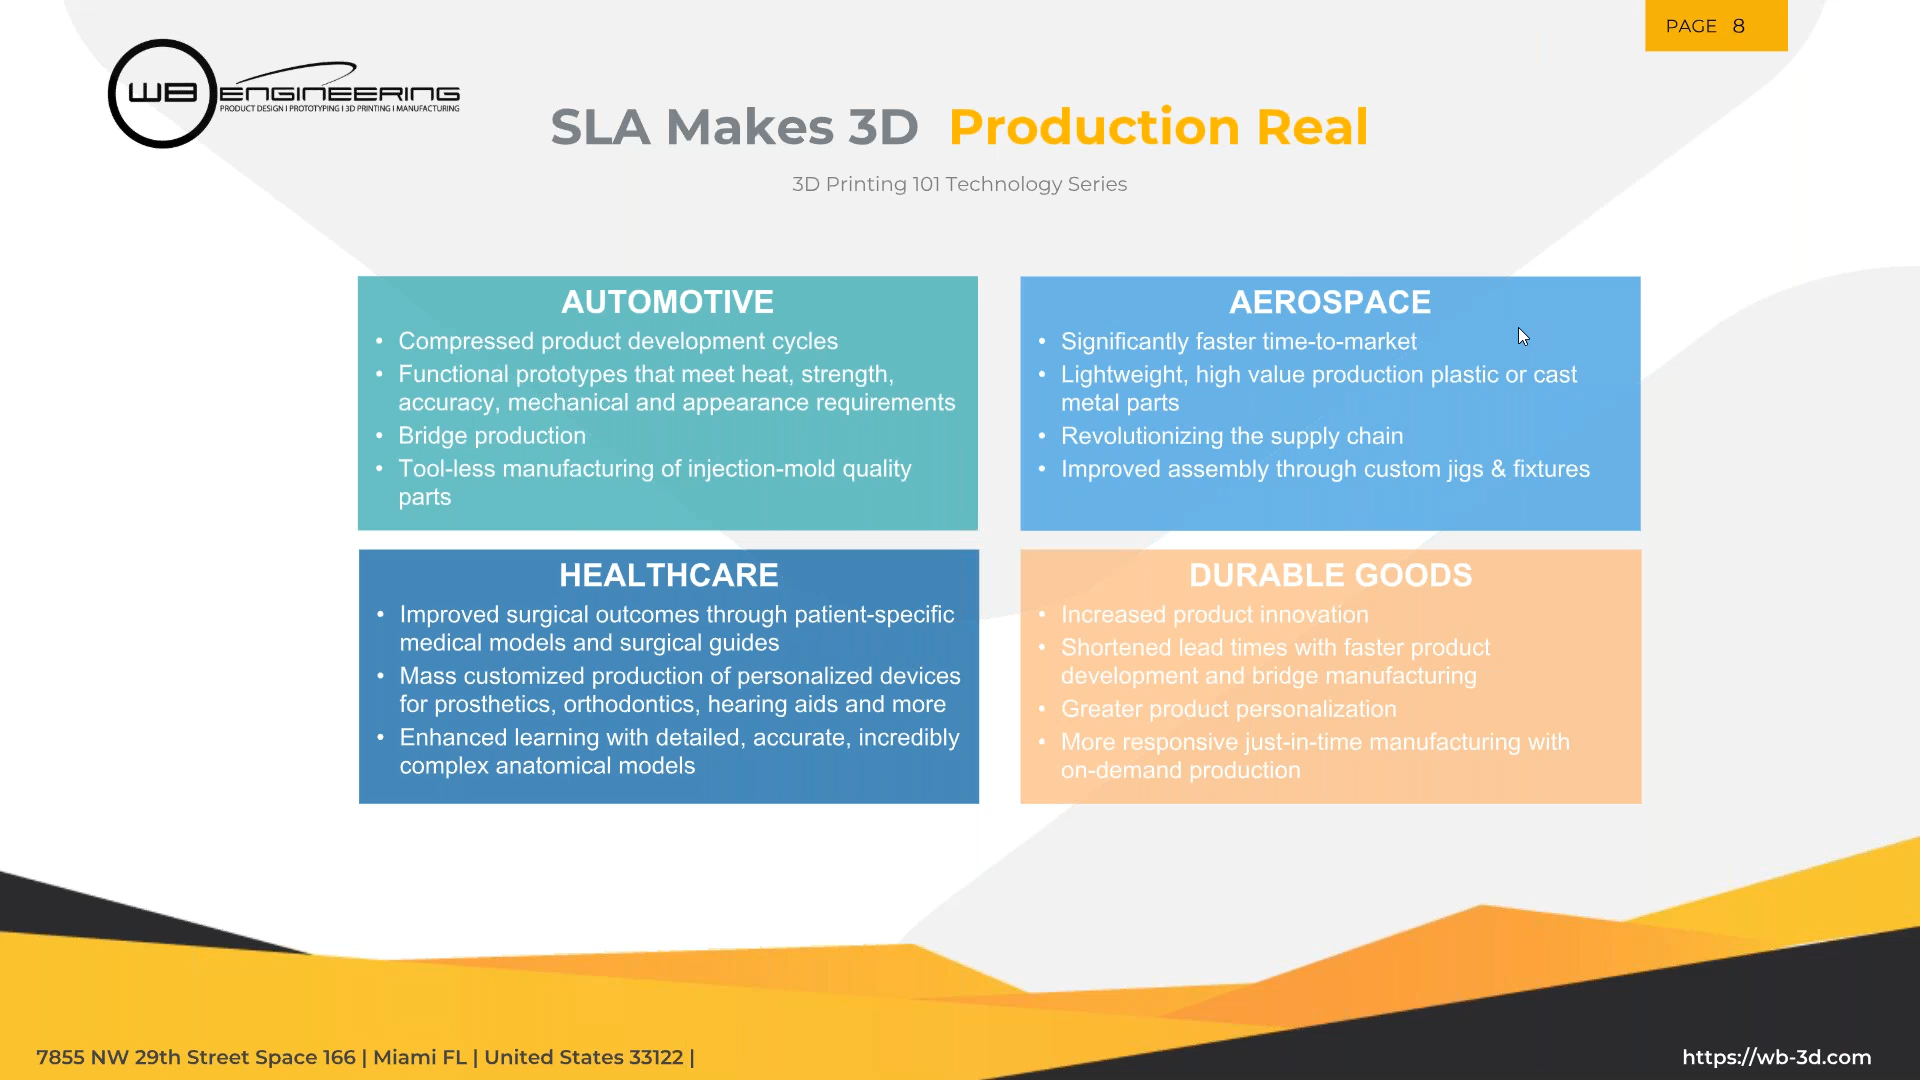 PAGE 8
WB ENGINEERING
PRODUCT DESIGN | PROTOTYPING | 3D PRINTING | MANUFACTURING
SLA Makes 3D Production Real
3D Printing 101 Technology Series
AUTOMOTIVE
• Compressed product development cycles
• Functional prototypes that meet heat, strength,
accuracy, mechanical and appearance requirements
• Bridge production
• Tool-less manufacturing of injection-mold quality
parts
AEROSPACE
• Significantly faster time-to-market
• Lightweight, high value production plastic or cast
metal parts
• Revolutionizing the supply chain
• Improved assembly through custom jigs & fixtures
HEALTHCARE
• Improved surgical outcomes through patient-specific
medical models and surgical guides
• Mass customized production of personalized devices
for prosthetics, orthodontics, hearing aids and more
• Enhanced learning with detailed, accurate, incredibly
complex anatomical models
DURABLE GOODS
• Increased product innovation
• Shortened lead times with faster product
development and bridge manufacturing
• Greater product personalization
• More responsive just-in-time manufacturing with
on-demand production
7855 NW 29th Street Space 166 | Miami FL | United States 33122 |
https://wb-3d.com